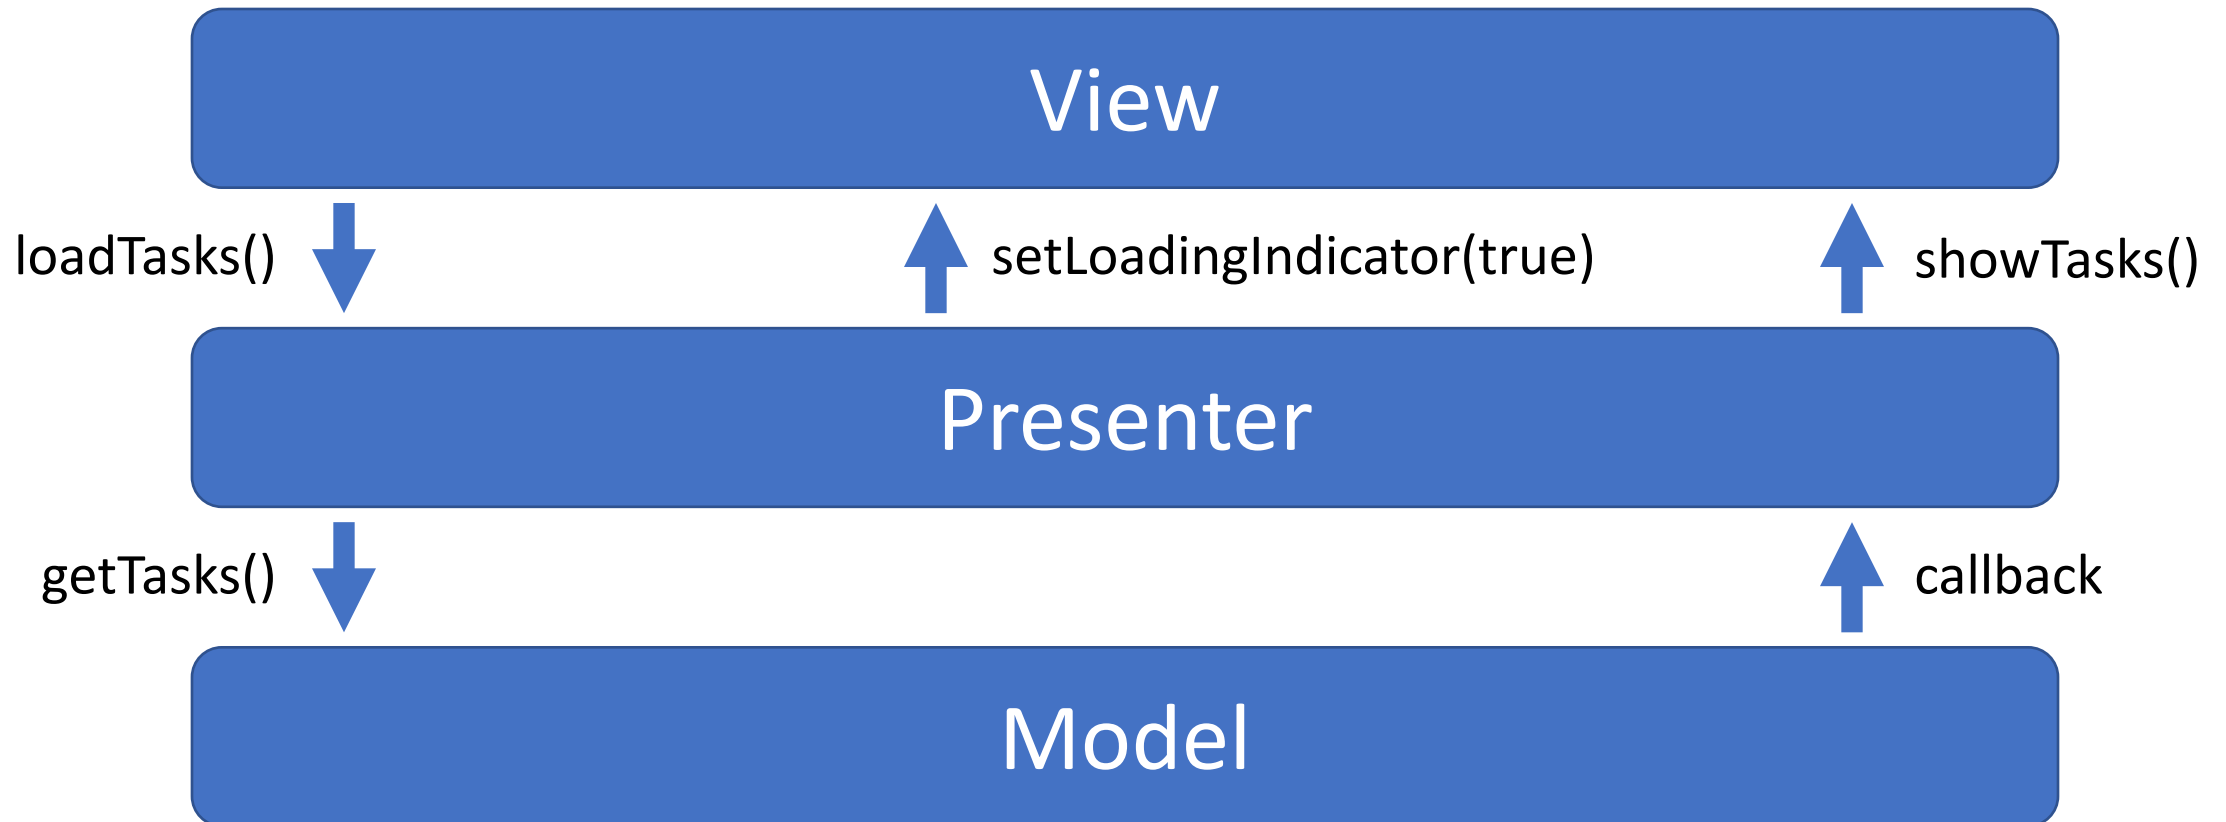 View
loadTasks()
setLoadingIndicator(true)
showTasks()
Presenter
getTasks()
callback
Model